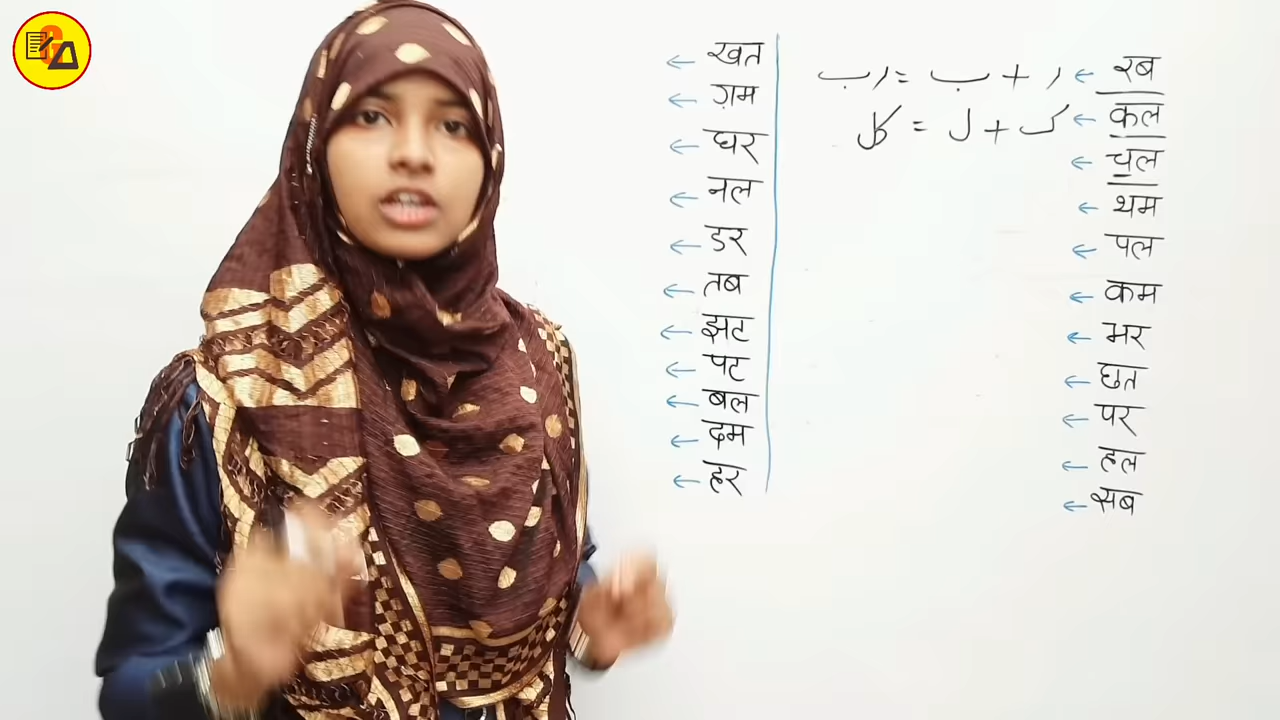 रब ← ر + ب = رب
कल ← ک + ل = کل
चल ←
थम ←
पल ←
कम ←
भर ←
छत ←
पर ←
हल ←
सब ←
खत ←
ग़म ←
घर ←
नल ←
डर ←
तब ←
झट ←
पट ←
बल ←
दम ←
हर ←